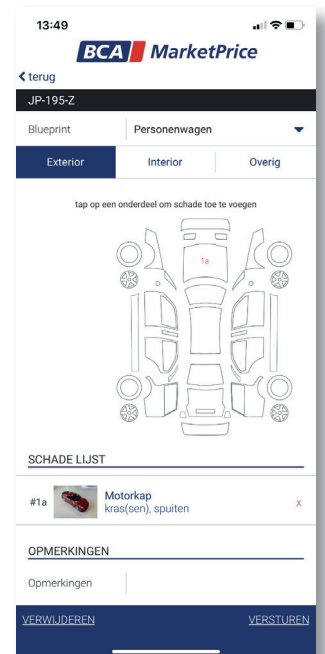 13:49
BCA MarketPrice
terug
JP-195-Z
Blueprint Personenwagen
Exterior Interior Overig
tap op een onderdeel om schade toe te voegen
1a
SCHADE LIJST
#1a Motorkap
kras(sen), spuiten x
OPMERKINGEN
Opmerkingen
VERWIJDEREN VERSTUREN